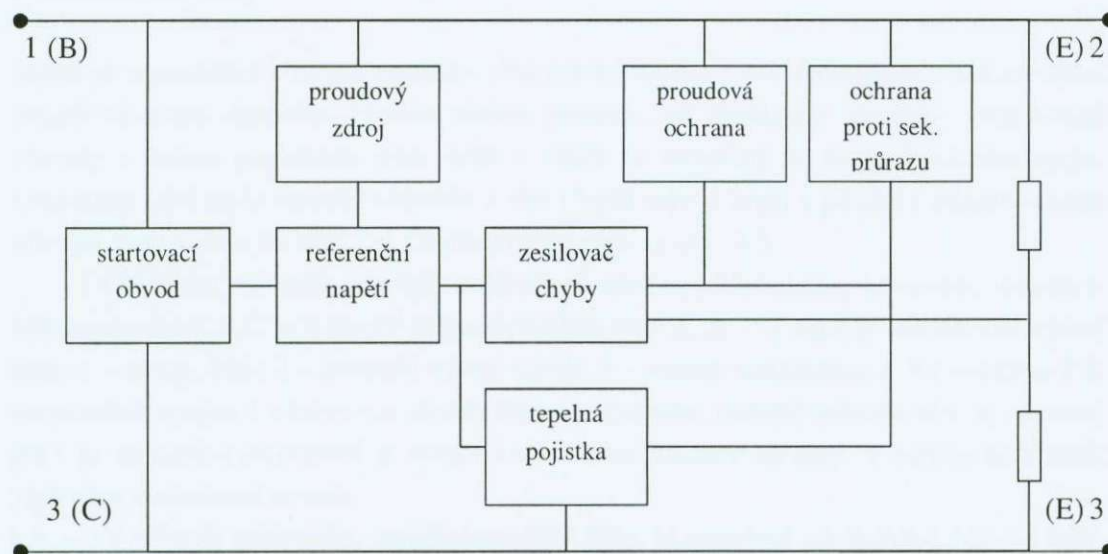 1 (B)
(E) 2
proudový
zdroj
proudová
ochrana
ochrana
proti sek.
průrazu
startovací
obvod
referenční
napětí
zesilovač
chyby
tepelná
pojistka
3 (C)
(E) 3